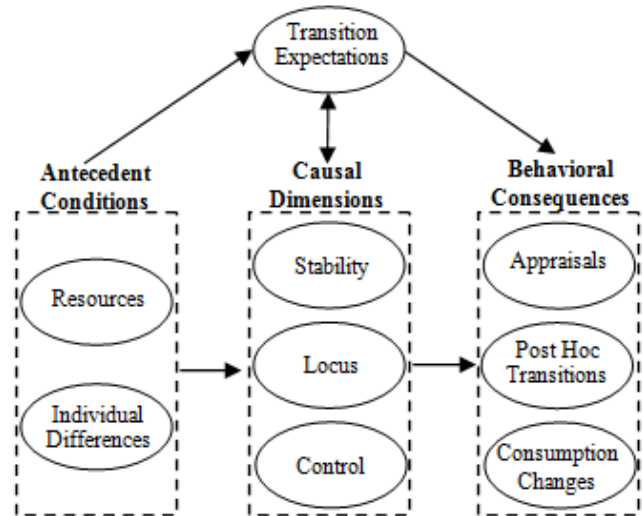 Transition
Expectations
Antecedent
Conditions
Resources
Individual
Differences
Causal
Dimensions
Stability
Locus
Control
Behavioral
Consequences
Appraisals
Post Hoc
Transitions
Consumption
Changes